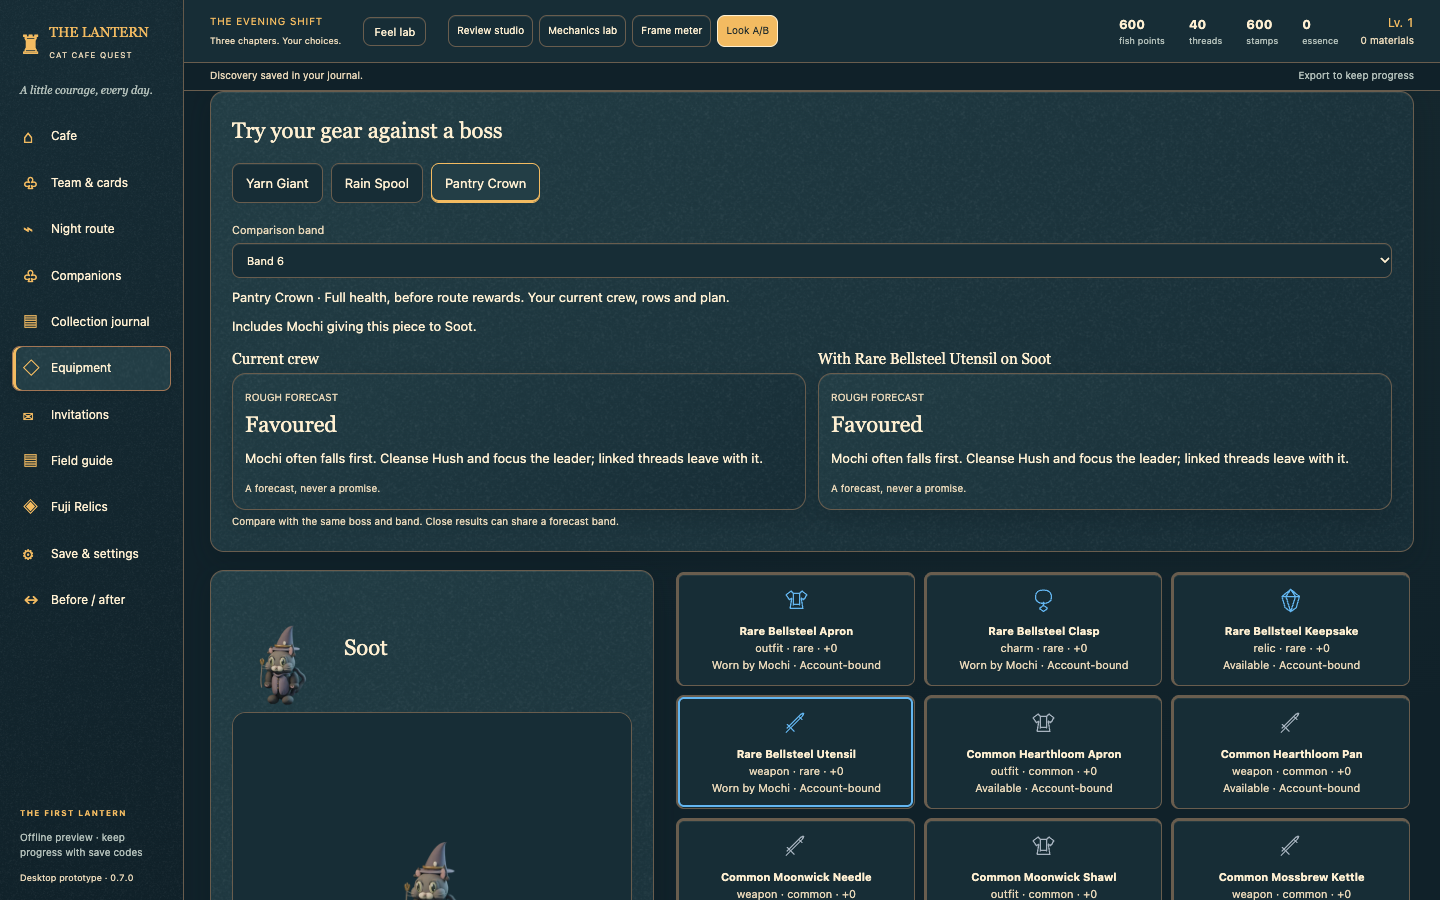 THE LANTERN
CAT CAFE QUEST
A little courage, every day.
Cafe
Team & cards
Night route
Companions
Collection journal
Equipment
Invitations
Field guide
Fuji Relics
Save & settings
Before / after
THE FIRST LANTERN
Offline preview · keep
progress with save codes
Desktop prototype · 0.7.0
THE EVENING SHIFT
Three chapters. Your choices.
Feel lab
Review studio
Mechanics lab
Frame meter
Look A/B
600
fish points
40
threads
600
stamps
0
essence
Lv. 1
0 materials
Discovery saved in your journal.
Export to keep progress
Try your gear against a boss
Yarn Giant
Rain Spool
Pantry Crown
Comparison band
Band 6
Pantry Crown · Full health, before route rewards. Your current crew, rows and plan.
Includes Mochi giving this piece to Soot.
Current crew
ROUGH FORECAST
Favoured
Mochi often falls first. Cleanse Hush and focus the leader; linked threads leave with it.
A forecast, never a promise.
With Rare Bellsteel Utensil on Soot
ROUGH FORECAST
Favoured
Mochi often falls first. Cleanse Hush and focus the leader; linked threads leave with it.
A forecast, never a promise.
Compare with the same boss and band. Close results can share a forecast band.
Soot
Rare Bellsteel Apron
outfit · rare · +0
Worn by Mochi · Account-bound
Rare Bellsteel Clasp
charm · rare · +0
Worn by Mochi · Account-bound
Rare Bellsteel Keepsake
relic · rare · +0
Available · Account-bound
Rare Bellsteel Utensil
weapon · rare · +0
Worn by Mochi · Account-bound
Common Hearthloom Apron
outfit · common · +0
Available · Account-bound
Common Hearthloom Pan
weapon · common · +0
Available · Account-bound
Common Moonwick Needle
weapon · common · +0
Common Moonwick Shawl
outfit · common · +0
Common Mossbrew Kettle
weapon · common · +0